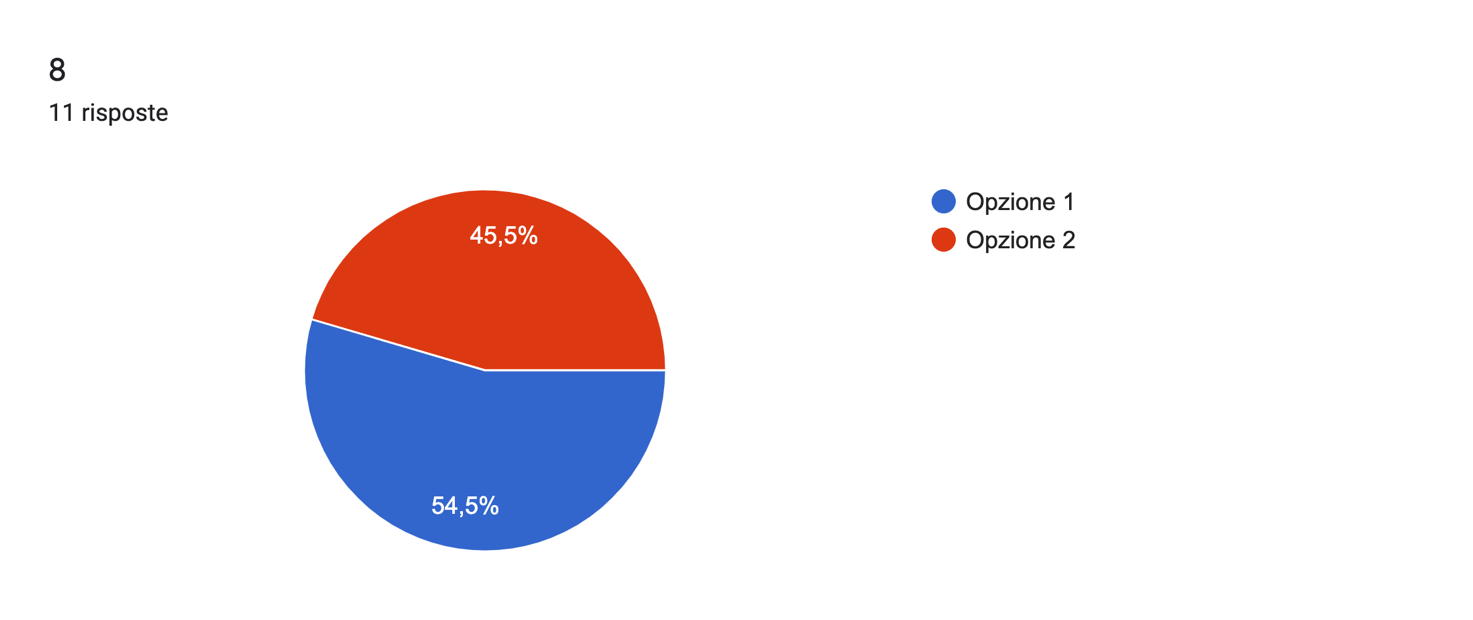 8
11 risposte
45,5%
54,5%
Opzione 1
Opzione 2